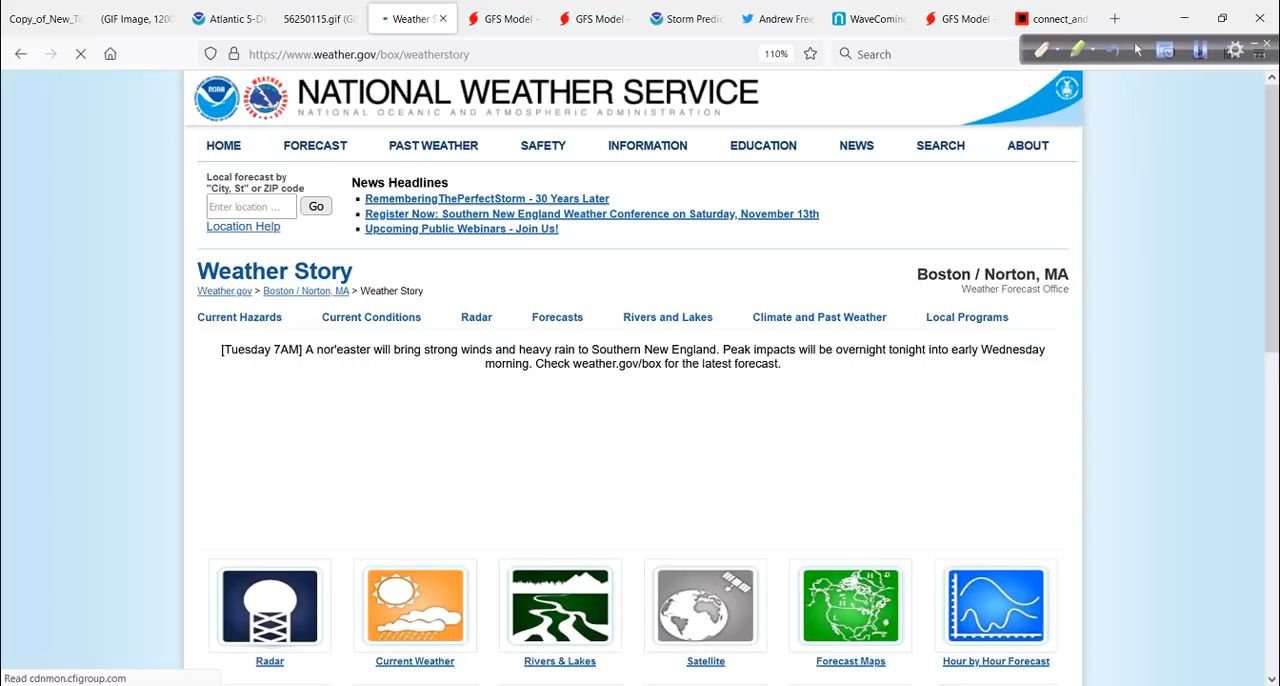 Copy_of_New_Ti
(GIF Image, 1200
Atlantic 5-Da
56250115.gif (GI
Weather S
GFS Model -
GFS Model -
Storm Predic
Andrew Free
WaveComing
GFS Model -
connect_and
https://www.weather.gov/box/weatherstory
110%
Search
NATIONAL WEATHER SERVICE
NATIONAL OCEANIC AND ATMOSPHERIC ADMINISTRATION
HOME FORECAST PAST WEATHER SAFETY INFORMATION EDUCATION NEWS SEARCH ABOUT
Local forecast by
"City, St" or ZIP code
Enter location ...
Go
Location Help
News Headlines
RememberingThePerfectStorm - 30 Years Later
Register Now: Southern New England Weather Conference on Saturday, November 13th
Upcoming Public Webinars - Join Us!
Weather Story
Weather.gov > Boston / Norton, MA > Weather Story
Boston / Norton, MA
Weather Forecast Office
Current Hazards Current Conditions Radar Forecasts Rivers and Lakes Climate and Past Weather Local Programs
[Tuesday 7AM] A nor'easter will bring strong winds and heavy rain to Southern New England. Peak impacts will be overnight tonight into early Wednesday
morning. Check weather.gov/box for the latest forecast.
Radar
Current Weather
Rivers & Lakes
Satellite
Forecast Maps
Hour by Hour Forecast
Read cdnmon.cfigroup.com